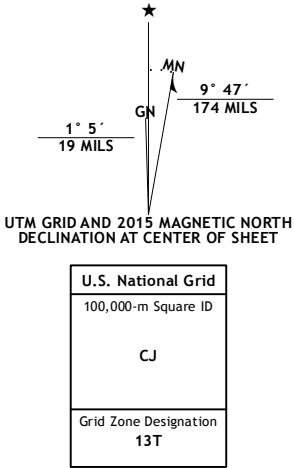 ★
MN
GN
9° 47´
174 MILS
1° 5´
19 MILS
UTM GRID AND 2015 MAGNETIC NORTH
DECLINATION AT CENTER OF SHEET
U.S. National Grid
100,000-m Square ID
CJ
Grid Zone Designation
13T